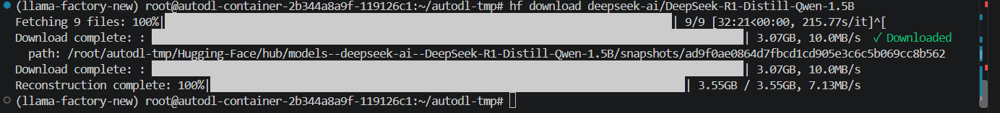 (llama-factory-new) root@autodl-container-2b344a8a9f-119126c1:~/autodl-tmp# hf download deepseek-ai/DeepSeek-R1-Distill-Qwen-1.5B
Fetching 9 files: 100%|| 9/9 [32:21<00:00, 215.77s/it]^[
Download complete: : | 3.07GB, 10.0MB/s ✓ Downloaded
path: /root/autodl-tmp/Hugging-Face/hub/models--deepseek-ai--DeepSeek-R1-Distill-Qwen-1.5B/snapshots/ad9f0ae0864d7fbcd1cd905e3c6c5b069cc8b562
Download complete: : | 3.07GB, 10.0MB/s
Reconstruction complete: 100%|| 3.55GB / 3.55GB, 7.13MB/s
(llama-factory-new) root@autodl-container-2b344a8a9f-119126c1:~/autodl-tmp#